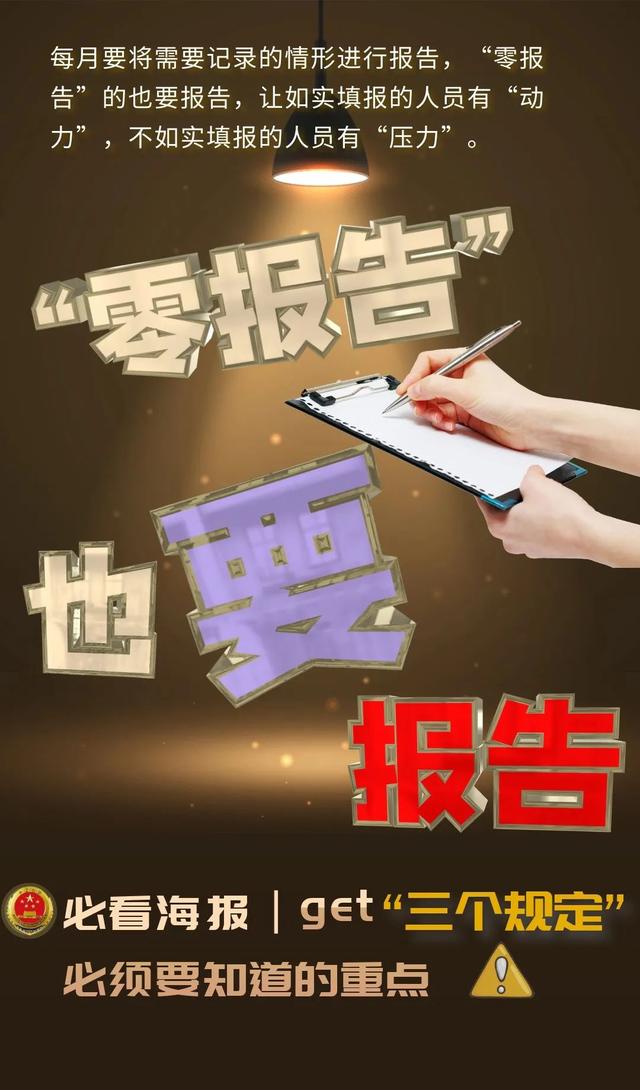 每月要将需要记录的情形进行报告，“零报
告”的也要报告，让如实填报的人员有“动
力”，不如实填报的人员有“压力”。
“零报告”
也要
报告
必看海报｜get“三个规定”
必须要知道的重点